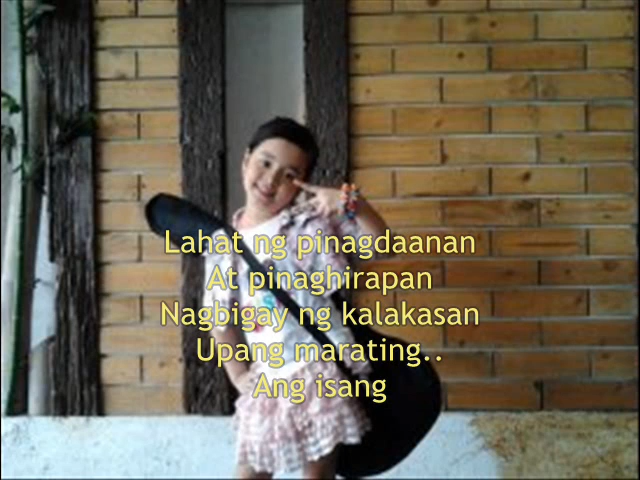 Lahat ng pinagdaanan
At pinaghirapan
Nagbigay ng kalakasan
Upang marating..
Ang isang